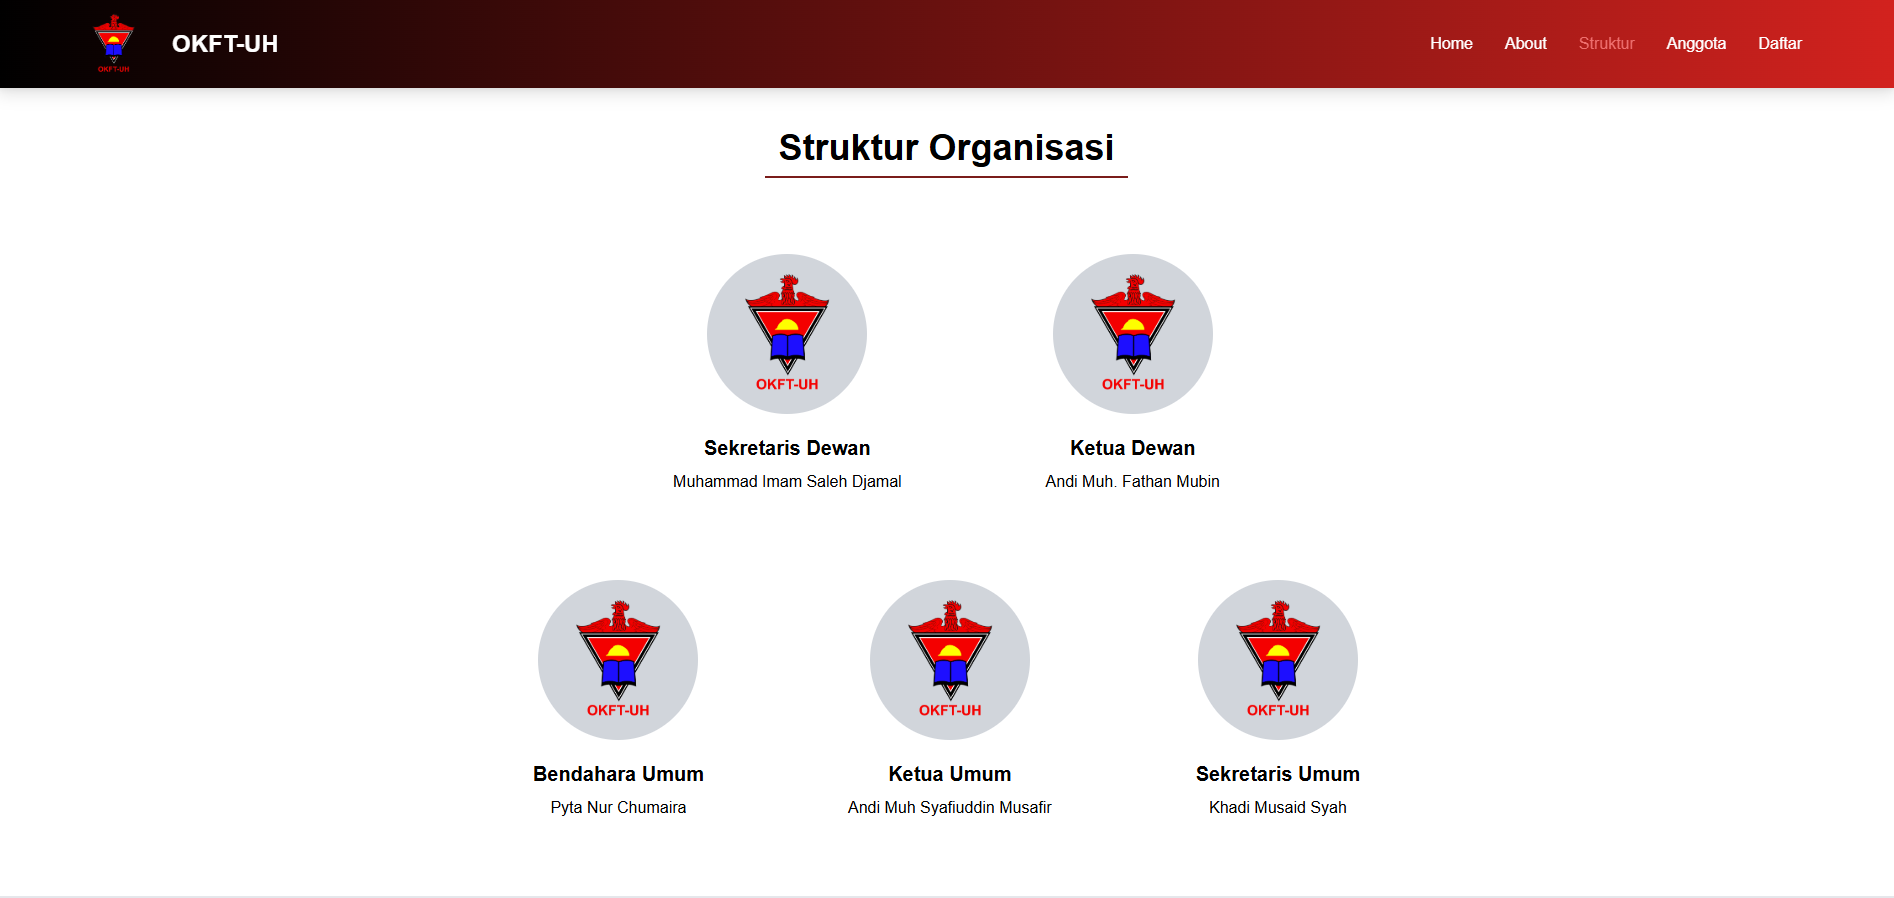 OKFT-UH
OKFT-UH
Home
About
Struktur
Anggota
Daftar
Struktur Organisasi
OKFT-UH
OKFT-UH
Sekretaris Dewan
Ketua Dewan
Muhammad Imam Saleh Djamal
Andi Muh. Fathan Mubin
OKFT-UH
OKFT-UH
OKFT-UH
Bendahara Umum
Ketua Umum
Sekretaris Umum
Pyta Nur Chumaira
Andi Muh Syafiuddin Musafir
Khadi Musaid Syah